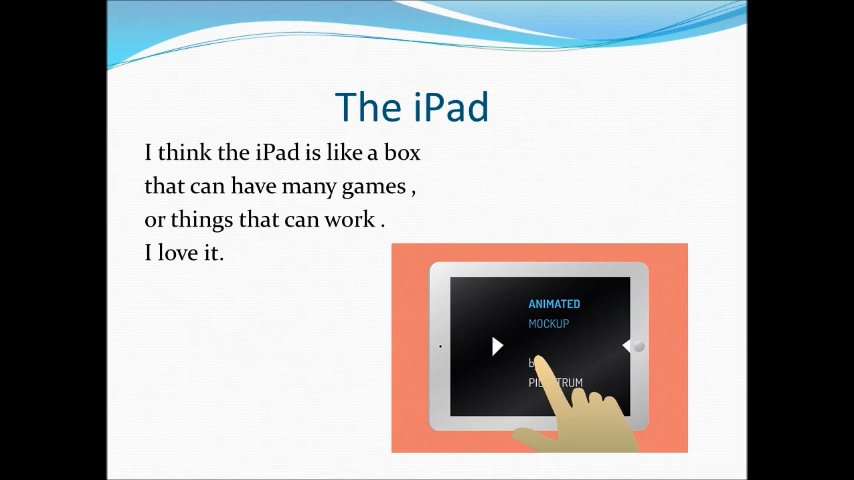 The iPad
I think the iPad is like a box
that can have many games ,
or things that can work .
I love it.
ANIMATED
MOCKUP